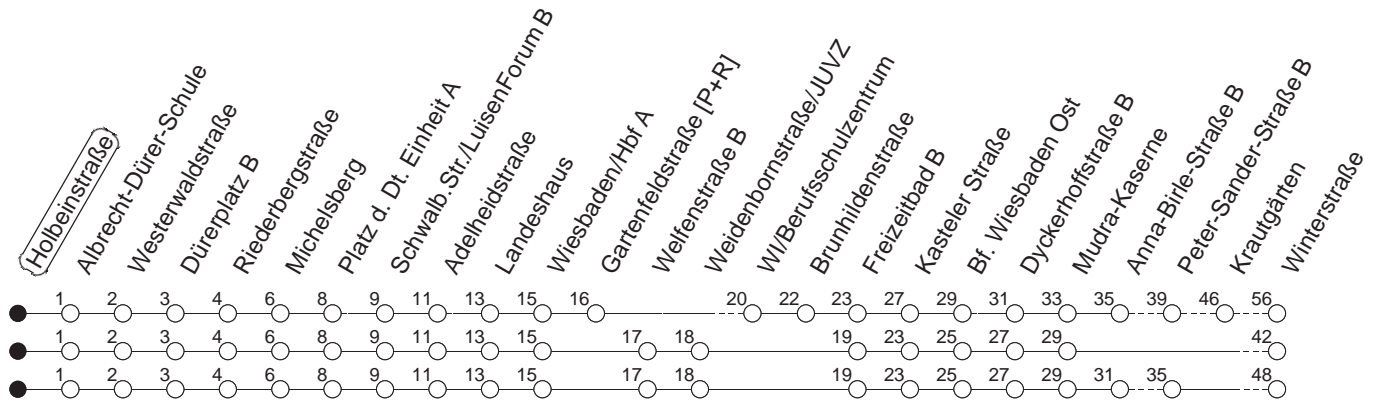 Holbeinstraße
Albrecht-Dürer-Schule
Westerwaldstraße
Dürerplatz B
Riederbergstraße
Michelsberg
Platz d. Dt. Einheit A
Schwalb.Str./LuisenForum B
Adelheidstraße
Landeshaus
Wiesbaden/Hbf A
Gartenfeldstraße [P+R]
Welfenstraße B
Weidenbornstraße/JUVZ
WI/Berufsschulzentrum
Brunhildenstraße
Freizeitbad B
Kasteler Straße
Bf. Wiesbaden Ost
Dyckerhoffstraße B
Mudra-Kaserne
Anna-Birle-Straße B
Peter-Sander-Straße B
Krautgärten
Winterstraße
1 2 3 4 6 8 9 11 13 15 16 20 22 23 27 29 31 33 35 39 46 56
1 2 3 4 6 8 9 11 13 15 17 18 19 23 25 27 29 42
1 2 3 4 6 8 9 11 13 15 17 18 19 23 25 27 29 31 35 48